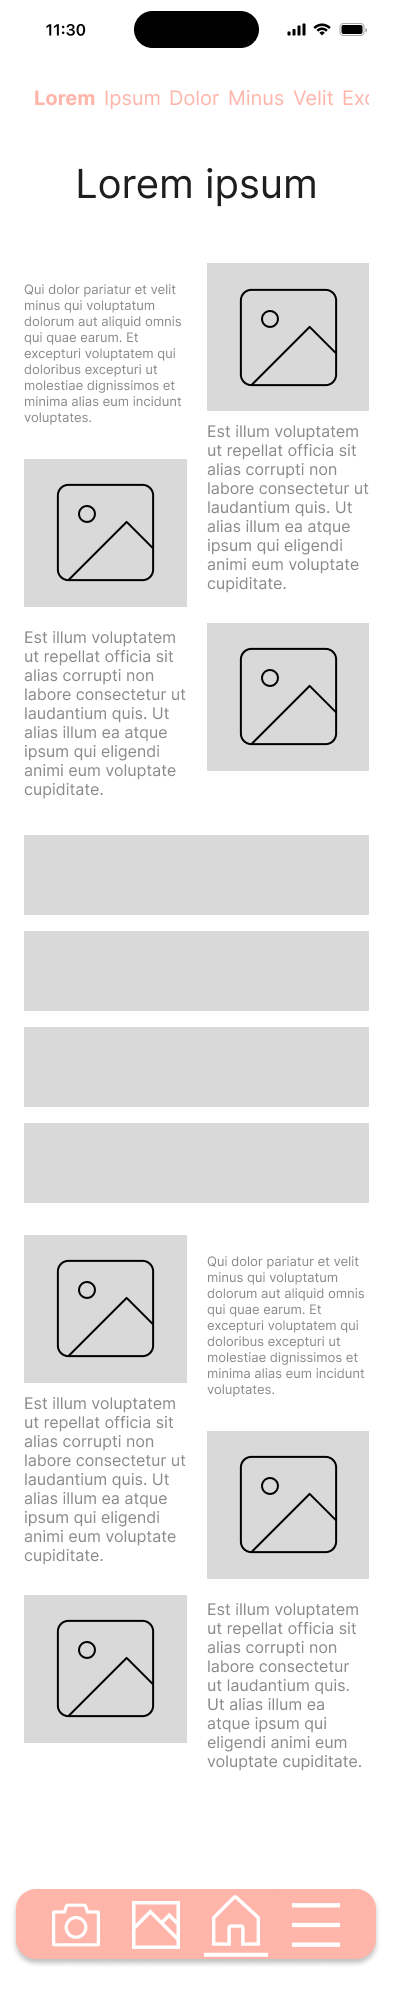 11:30
Lorem Ipsum Dolor Minus Velit Exc
Lorem ipsum
Qui dolor pariatur et velit
minus qui voluptatum
dolorum aut aliquid omnis
qui quae earum. Et
excepturi voluptatem qui
doloribus excepturi ut
molestiae dignissimos et
minima alias eum incidunt
voluptates.
Est illum voluptatem
ut repellat officia sit
alias corrupti non
labore consectetur ut
laudantium quis. Ut
alias illum ea atque
ipsum qui eligendi
animi eum voluptate
cupiditate.
Est illum voluptatem
ut repellat officia sit
alias corrupti non
labore consectetur ut
laudantium quis. Ut
alias illum ea atque
ipsum qui eligendi
animi eum voluptate
cupiditate.
Est illum voluptatem
ut repellat officia sit
alias corrupti non
labore consectetur ut
laudantium quis. Ut
alias illum ea atque
ipsum qui eligendi
animi eum voluptate
cupiditate.
Qui dolor pariatur et velit
minus qui voluptatum
dolorum aut aliquid omnis
qui quae earum. Et
excepturi voluptatem qui
doloribus excepturi ut
molestiae dignissimos et
minima alias eum incidunt
voluptates.
Est illum voluptatem
ut repellat officia sit
alias corrupti non
labore consectetur
ut laudantium quis.
Ut alias illum ea
atque ipsum qui
eligendi animi eum
voluptate cupiditate.